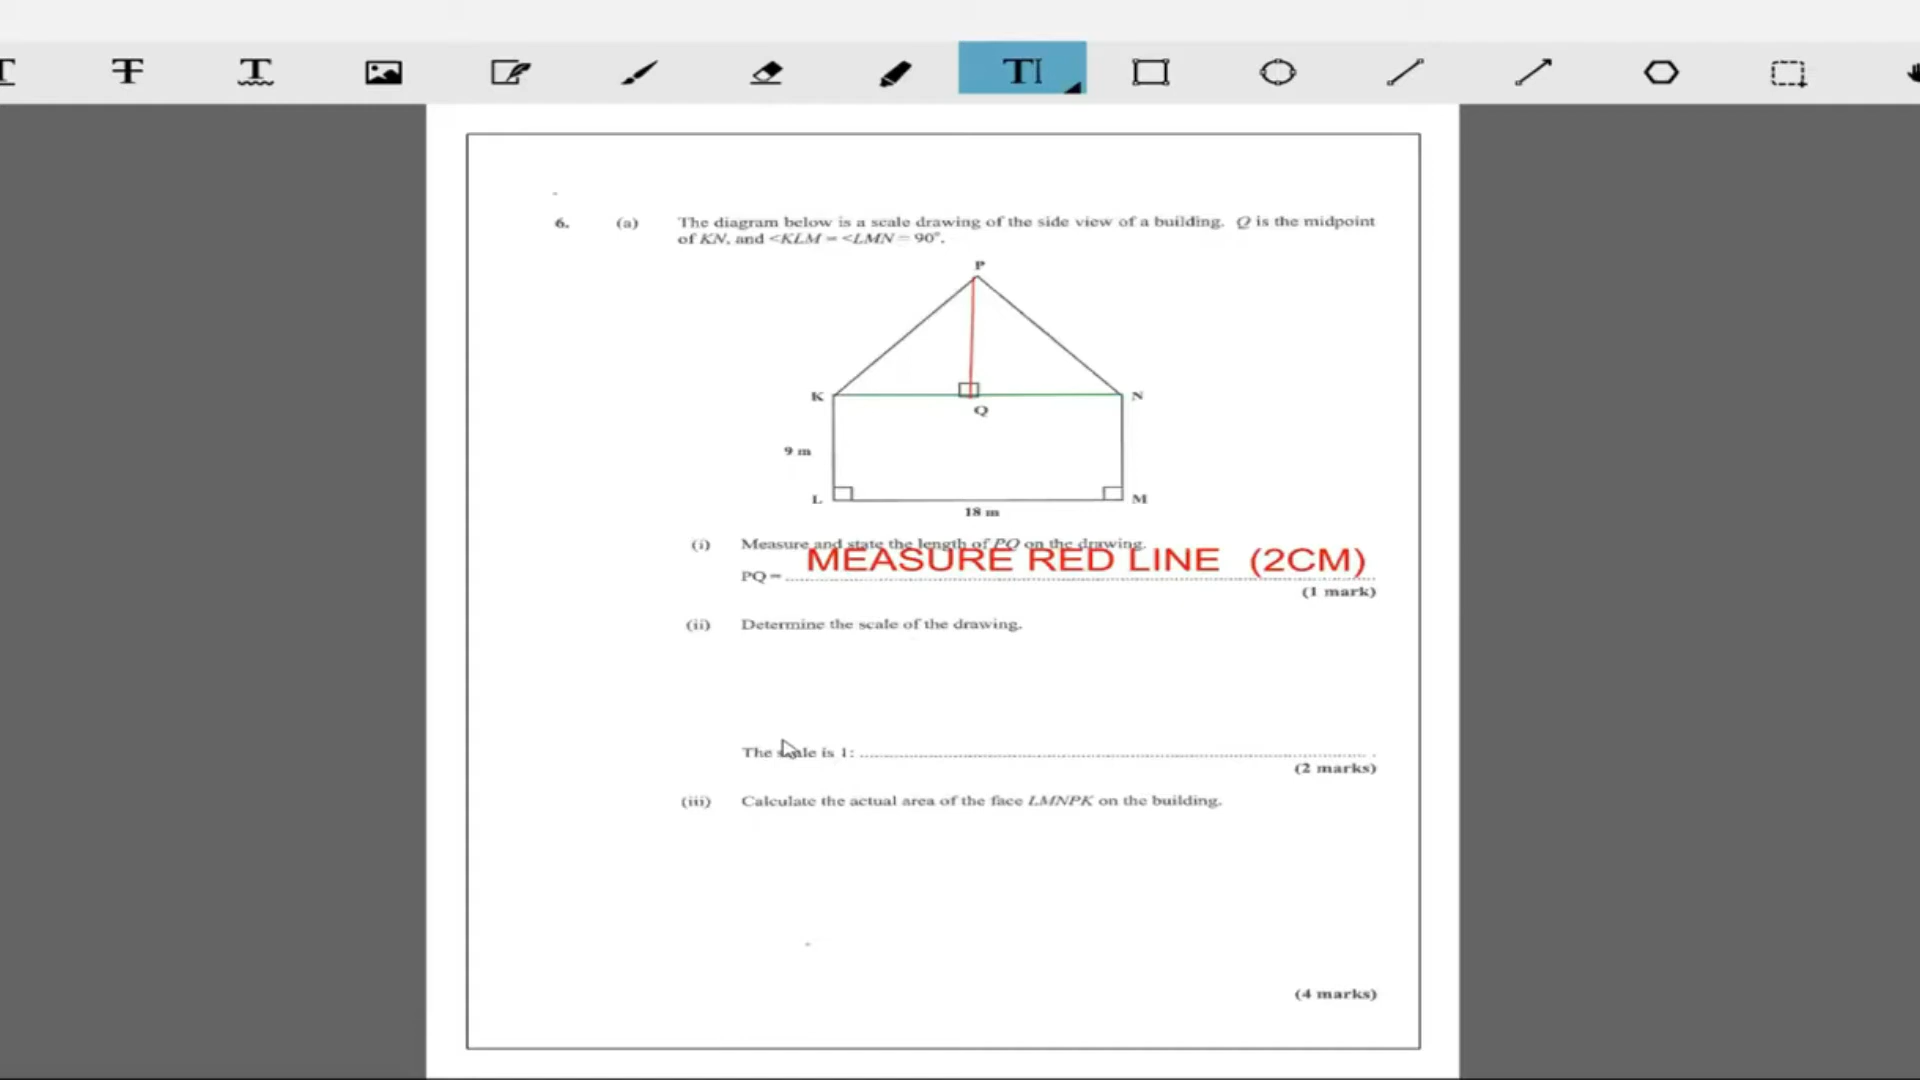 6. (a) The diagram below is a scale drawing of the side view of a building. Q is the midpoint
of KN, and <KLM = <LMN = 90°.
P
K
N
Q
9 m
L
M
18 m
(i) Measure and state the length of PQ on the drawing.
MEASURE RED LINE (2CM)
PQ =
(1 mark)
(ii) Determine the scale of the drawing.
The scale is 1:
(2 marks)
(iii) Calculate the actual area of the face LMNPK on the building.
(4 marks)